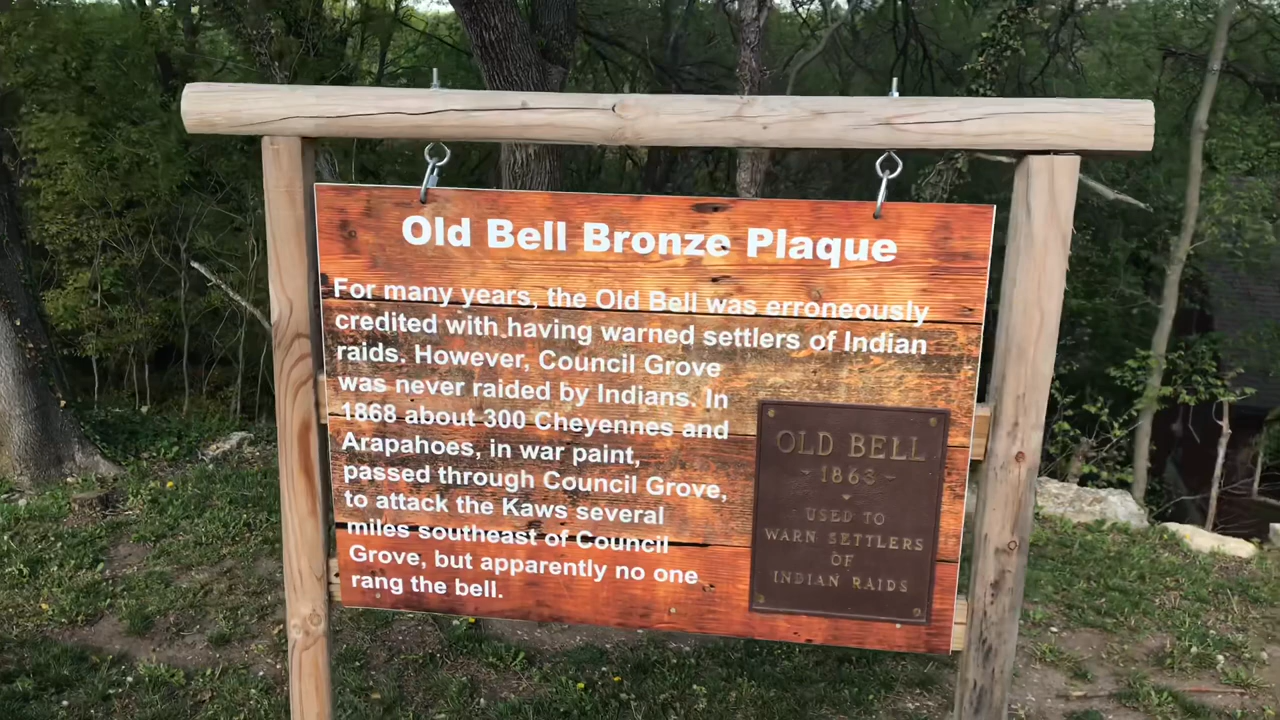 Old Bell Bronze Plaque
For many years, the Old Bell was erroneously
credited with having warned settlers of Indian
raids. However, Council Grove
was never raided by Indians. In
1868 about 300 Cheyennes and
Arapahoes, in war paint,
passed through Council Grove,
to attack the Kaws several
miles southeast of Council
Grove, but apparently no one
rang the bell.
OLD BELL
1863
USED TO
WARN SETTLERS
OF
INDIAN RAIDS